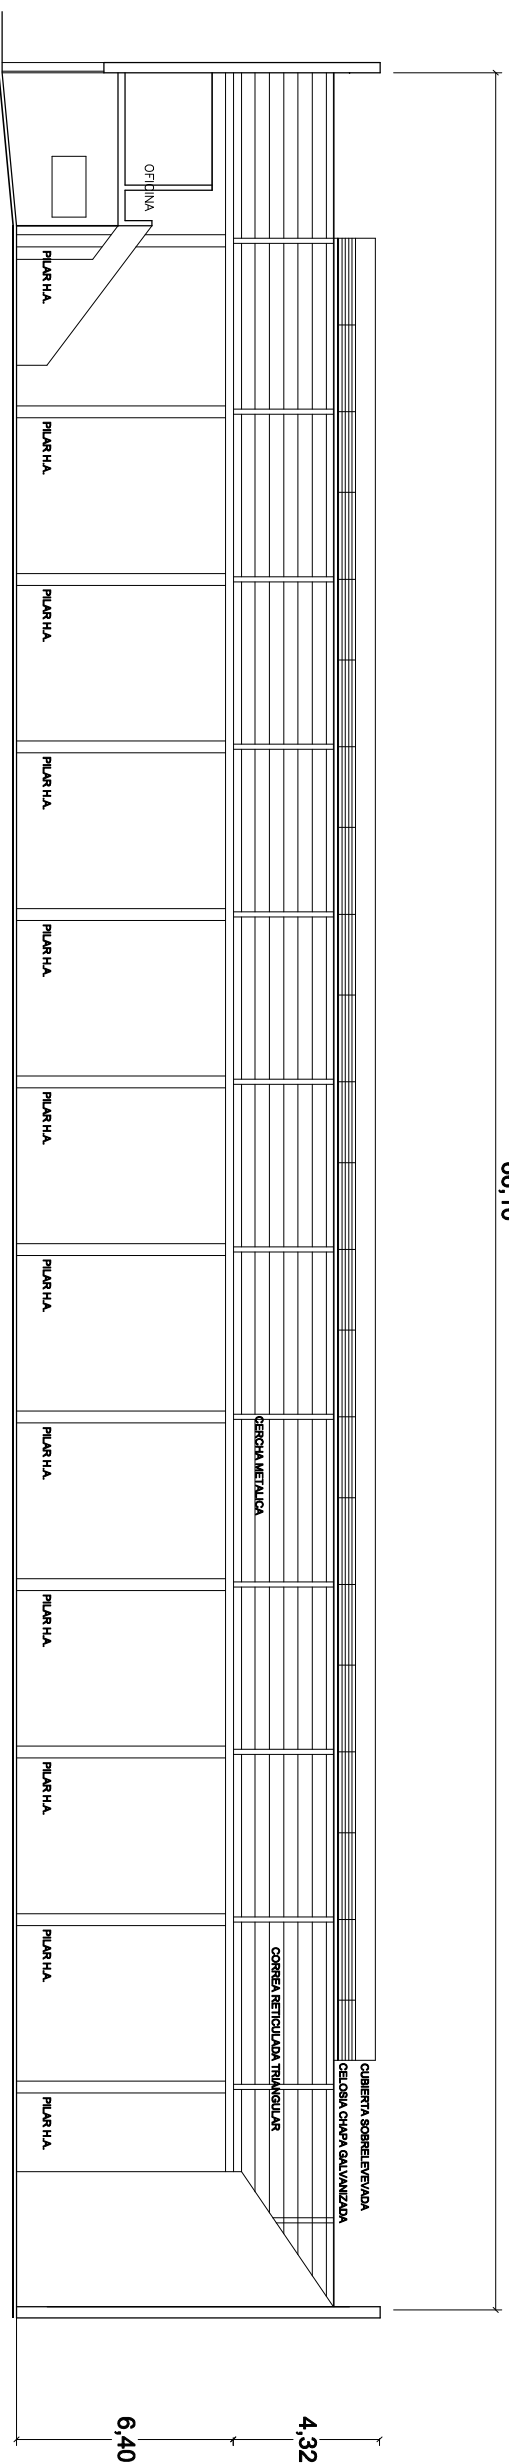 CUBIERTA SOBRELEVEVADA
CELOSIA CHAPA GALVANIZADA
4,32
CORREA RETICULADA TRIANGULAR
CERCHA METALICA
OFICINA
6,40
PILAR H.A.
PILAR H.A.
PILAR H.A.
PILAR H.A.
PILAR H.A.
PILAR H.A.
PILAR H.A.
PILAR H.A.
PILAR H.A.
PILAR H.A.
PILAR H.A.
PILAR H.A.